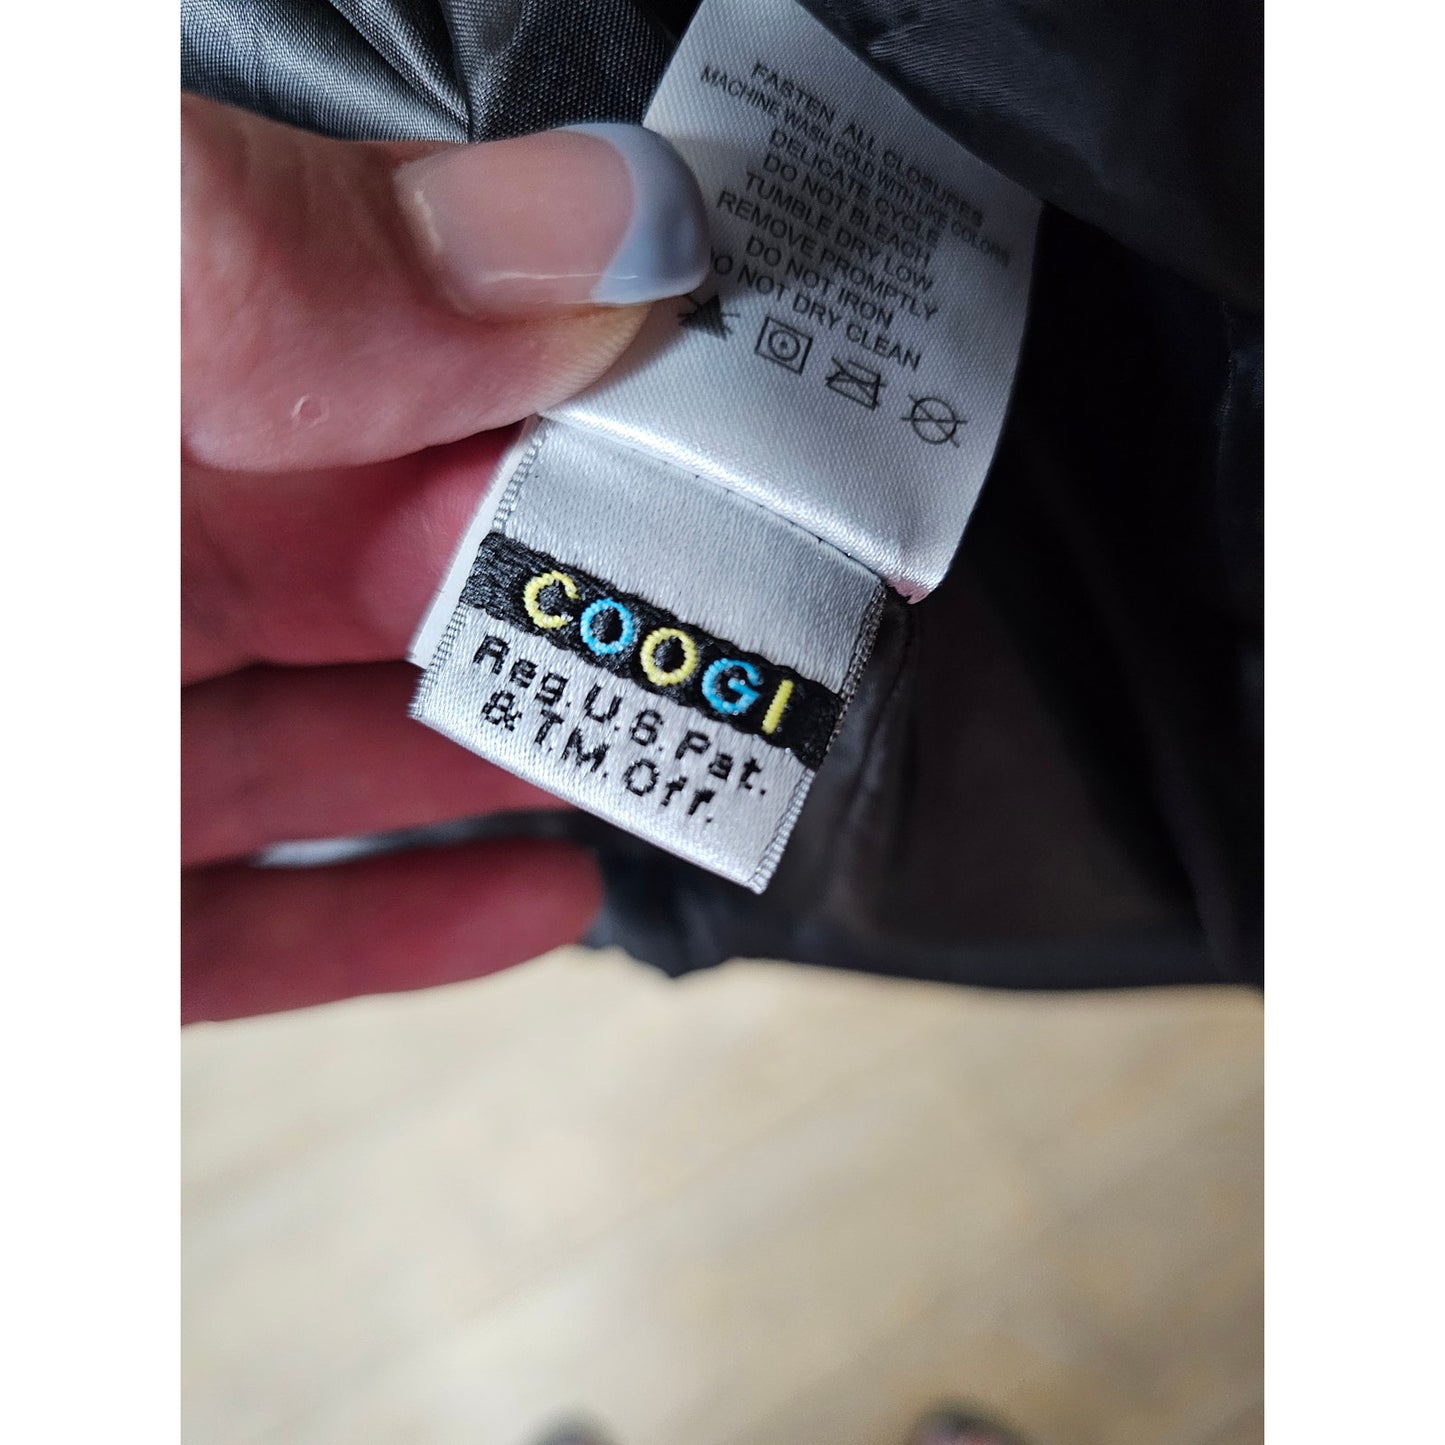 FASTEN ALL CLOSURES
MACHINE WASH COLD WITH LIKE COLORS
DELICATE CYCLE
DO NOT BLEACH
TUMBLE DRY LOW
REMOVE PROMPTLY
DO NOT IRON
DO NOT DRY CLEAN
COOGI
Reg. U.S. Pat.
& T.M. Off.